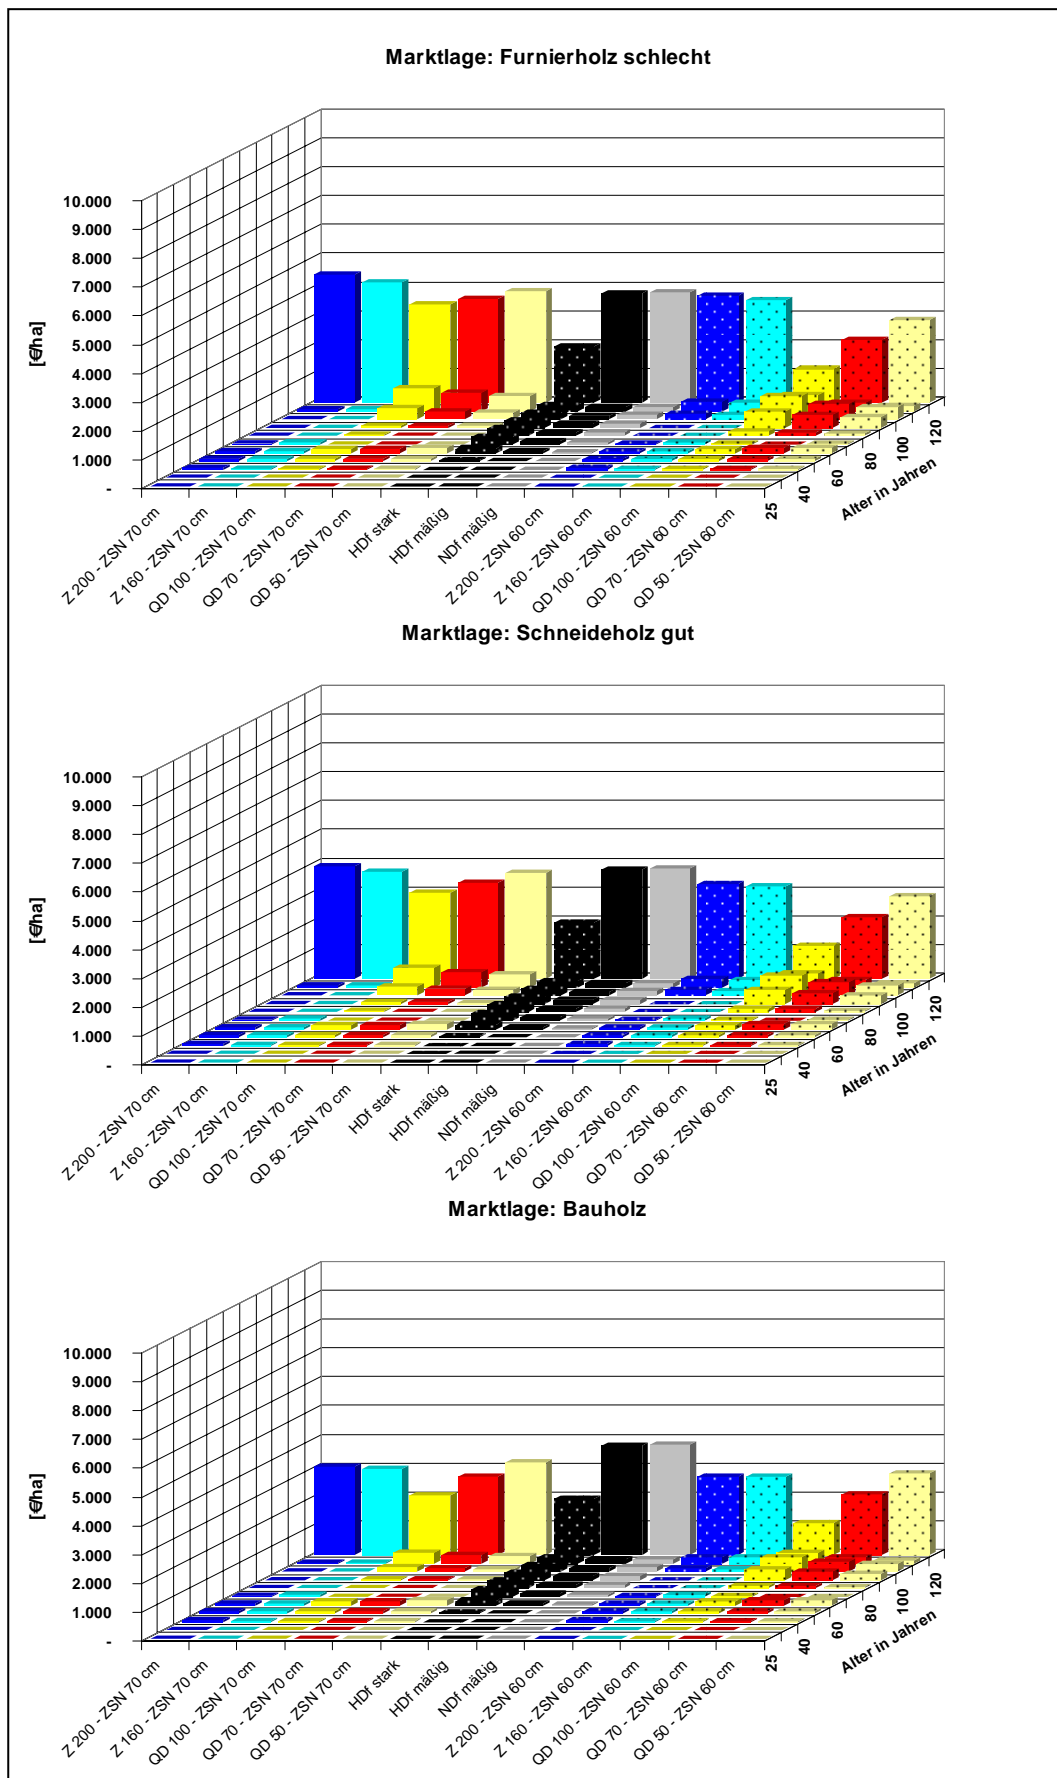 Marktlage: Furnierholz schlecht
10.000
9.000
8.000
7.000
6.000
5.000
4.000
3.000
2.000
1.000
-
[€/ha]
Z 200 - ZSN 70 cm
Z 160 - ZSN 70 cm
QD 100 - ZSN 70 cm
QD 70 - ZSN 70 cm
QD 50 - ZSN 70 cm
HDf stark
HDf mäßig
NDf mäßig
Z 200 - ZSN 60 cm
Z 160 - ZSN 60 cm
QD 100 - ZSN 60 cm
QD 70 - ZSN 60 cm
QD 50 - ZSN 60 cm
25
40
60
80
100
120
Alter in Jahren
Marktlage: Schneideholz gut
10.000
9.000
8.000
7.000
6.000
5.000
4.000
3.000
2.000
1.000
-
[€/ha]
Z 200 - ZSN 70 cm
Z 160 - ZSN 70 cm
QD 100 - ZSN 70 cm
QD 70 - ZSN 70 cm
QD 50 - ZSN 70 cm
HDf stark
HDf mäßig
NDf mäßig
Z 200 - ZSN 60 cm
Z 160 - ZSN 60 cm
QD 100 - ZSN 60 cm
QD 70 - ZSN 60 cm
QD 50 - ZSN 60 cm
25
40
60
80
100
120
Alter in Jahren
Marktlage: Bauholz
10.000
9.000
8.000
7.000
6.000
5.000
4.000
3.000
2.000
1.000
-
[€/ha]
Z 200 - ZSN 70 cm
Z 160 - ZSN 70 cm
QD 100 - ZSN 70 cm
QD 70 - ZSN 70 cm
QD 50 - ZSN 70 cm
HDf stark
HDf mäßig
NDf mäßig
Z 200 - ZSN 60 cm
Z 160 - ZSN 60 cm
QD 100 - ZSN 60 cm
QD 70 - ZSN 60 cm
QD 50 - ZSN 60 cm
25
40
60
80
100
120
Alter in Jahren